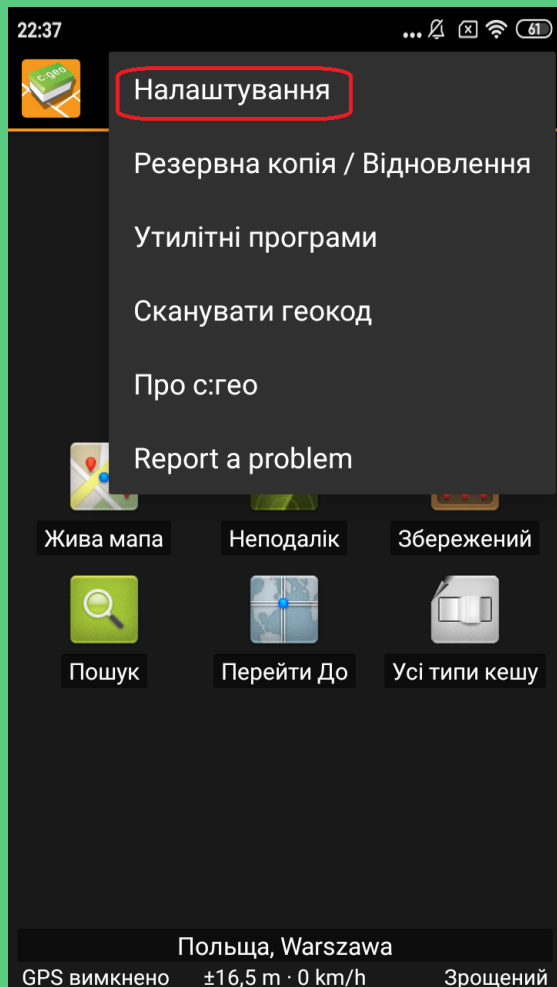 22:37
... 61
c:geo
Налаштування
Резервна копія / Відновлення
Утилітні програми
Сканувати геокод
Про с:гео
Report a problem
Жива мапа Неподалік Збережений
Пошук Перейти До Усі типи кешу
Польща, Warszawa
GPS вимкнено ±16,5 m · 0 km/h Зрощений